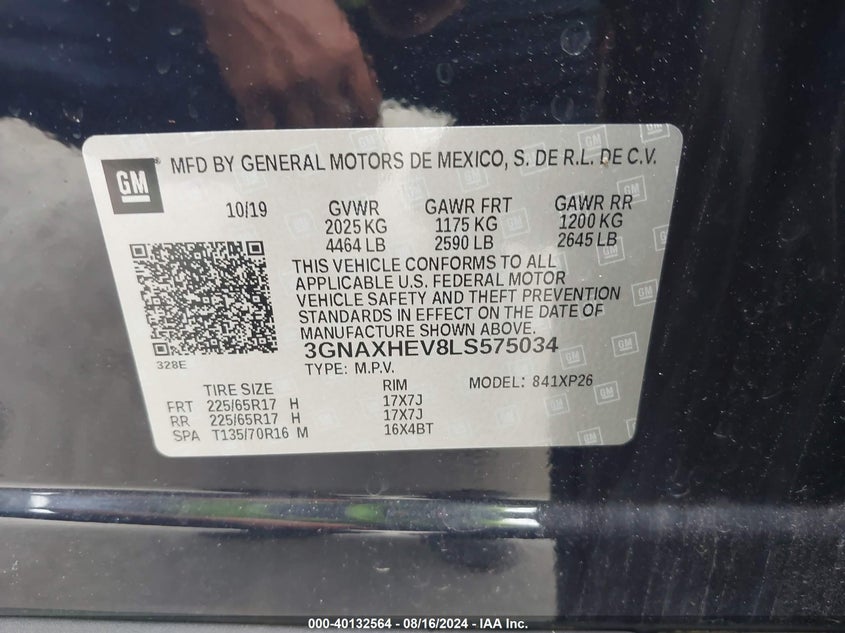 GM
MFD BY GENERAL MOTORS DE MEXICO, S. DE R.L. DE C.V.
10/19 GVWR GAWR FRT GAWR RR
2025 KG 1175 KG 1200 KG
4464 LB 2590 LB 2645 LB
THIS VEHICLE CONFORMS TO ALL
APPLICABLE U.S. FEDERAL MOTOR
VEHICLE SAFETY AND THEFT PREVENTION
STANDARDS IN EFFECT ON THE DATE OF
MANUFACTURE SHOWN ABOVE.
3GNAXHEV8LS575034
328E
TYPE: M.P.V. MODEL: 841XP26
TIRE SIZE RIM
FRT 225/65R17 H 17X7J
RR 225/65R17 H 17X7J
SPA T135/70R16 M 16X4BT
000-40132564 - 08/16/2024 - IAA Inc.